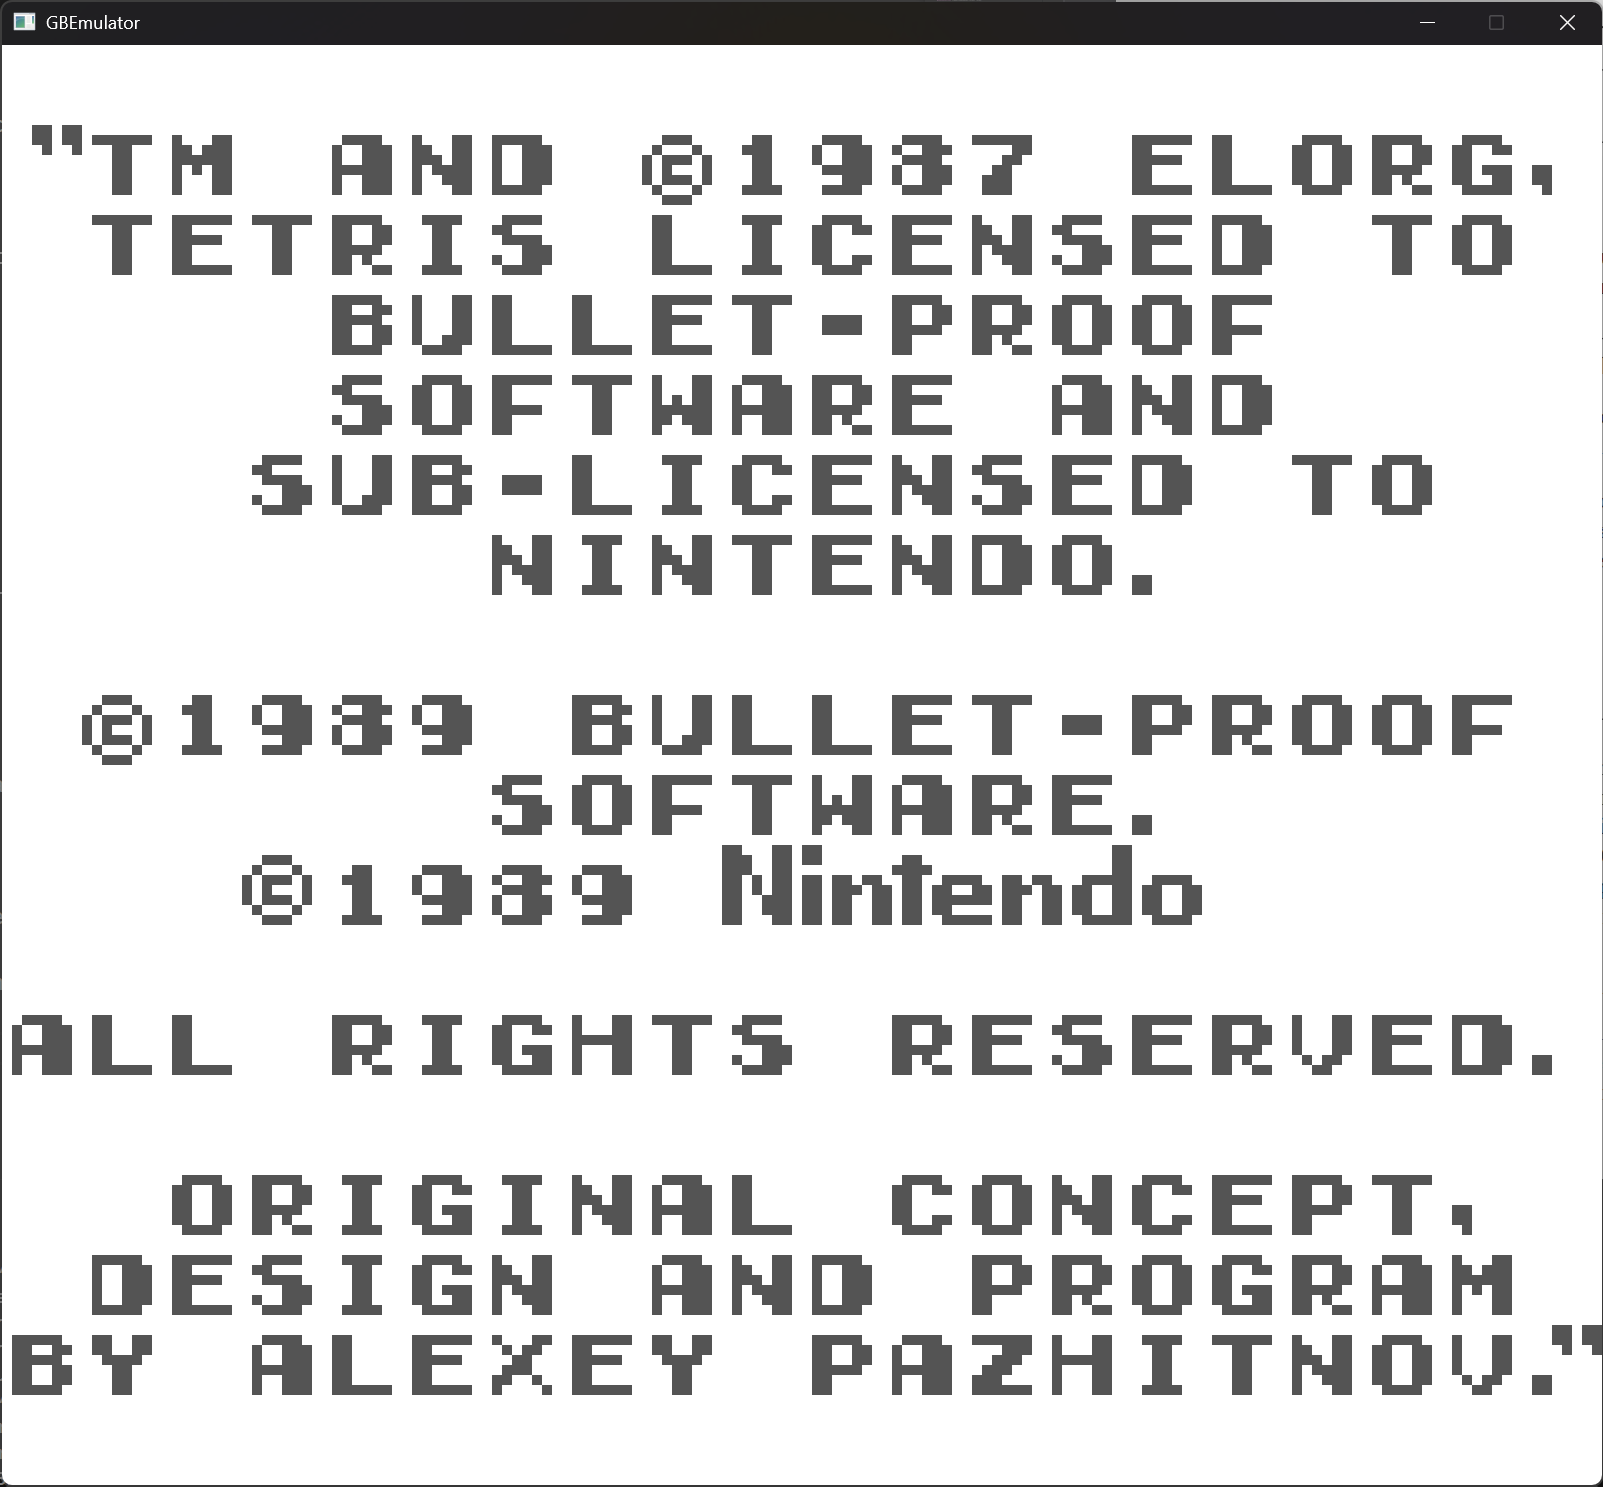 GBEmulator
"TM AND ©1987 ELORG,
TETRIS LICENSED TO
BULLET-PROOF
SOFTWARE AND
SUB-LICENSED TO
NINTENDO.
©1989 BULLET-PROOF
SOFTWARE.
©1989 Nintendo
ALL RIGHTS RESERVED.
ORIGINAL CONCEPT,
DESIGN AND PROGRAM
BY ALEXEY PAZHITNOV."